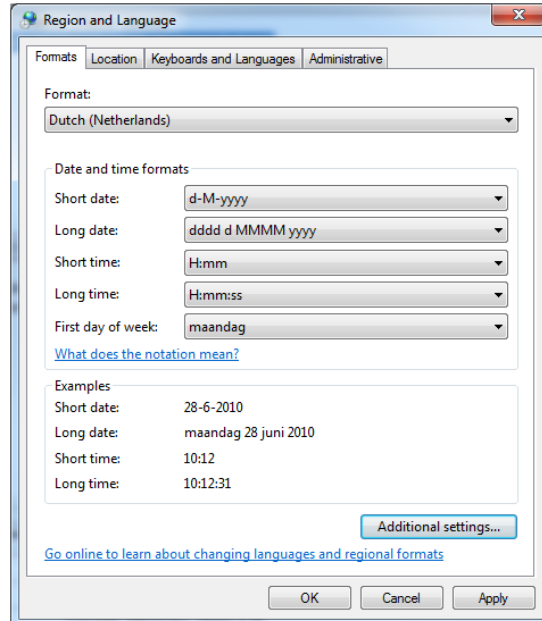 Region and Language
Formats Location Keyboards and Languages Administrative
Format:
Dutch (Netherlands)
Date and time formats
Short date: d-M-yyyy
Long date: dddd d MMMM yyyy
Short time: H:mm
Long time: H:mm:ss
First day of week: maandag
What does the notation mean?
Examples
Short date: 28-6-2010
Long date: maandag 28 juni 2010
Short time: 10:12
Long time: 10:12:31
Additional settings...
Go online to learn about changing languages and regional formats
OK Cancel Apply